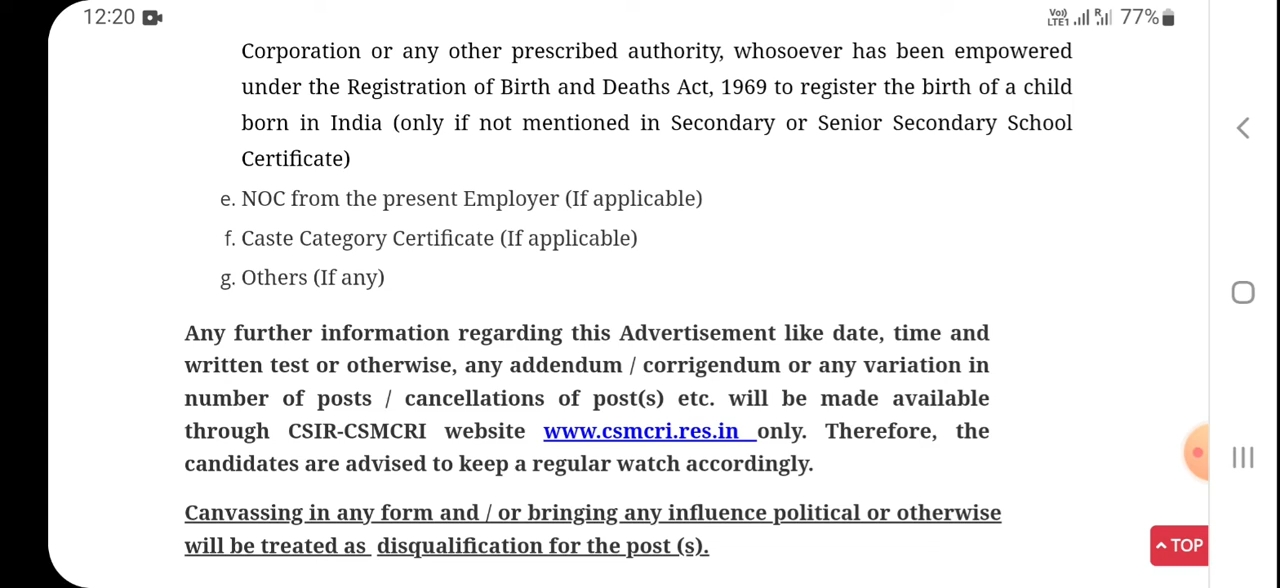 12:20
Vo) LTE1 R 77%
Corporation or any other prescribed authority, whosoever has been empowered
under the Registration of Birth and Deaths Act, 1969 to register the birth of a child
born in India (only if not mentioned in Secondary or Senior Secondary School
Certificate)
e. NOC from the present Employer (If applicable)
f. Caste Category Certificate (If applicable)
g. Others (If any)
Any further information regarding this Advertisement like date, time and
written test or otherwise, any addendum / corrigendum or any variation in
number of posts / cancellations of post(s) etc. will be made available
through CSIR-CSMCRI website www.csmcri.res.in only. Therefore, the
candidates are advised to keep a regular watch accordingly.
Canvassing in any form and / or bringing any influence political or otherwise
will be treated as disqualification for the post (s).
TOP